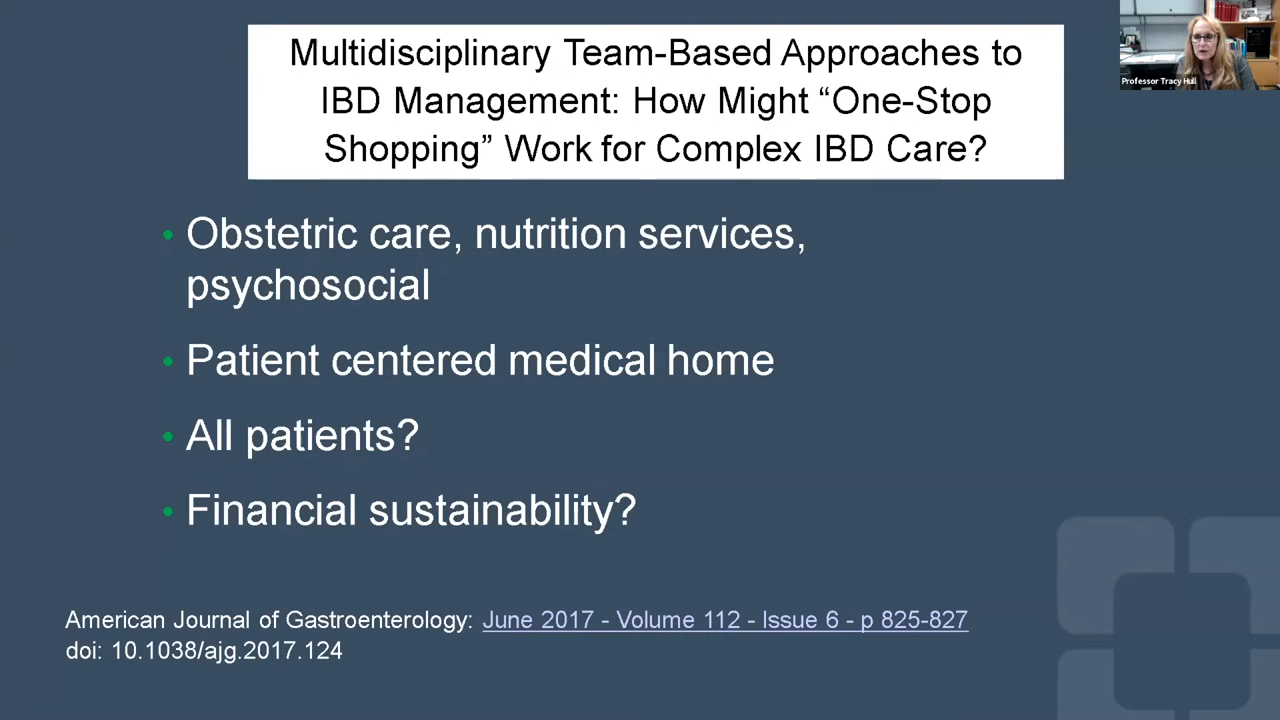 Multidisciplinary Team-Based Approaches to
IBD Management: How Might “One-Stop
Shopping” Work for Complex IBD Care?
Professor Tracy Hull
• Obstetric care, nutrition services,
psychosocial
• Patient centered medical home
• All patients?
• Financial sustainability?
American Journal of Gastroenterology: June 2017 - Volume 112 - Issue 6 - p 825-827
doi: 10.1038/ajg.2017.124